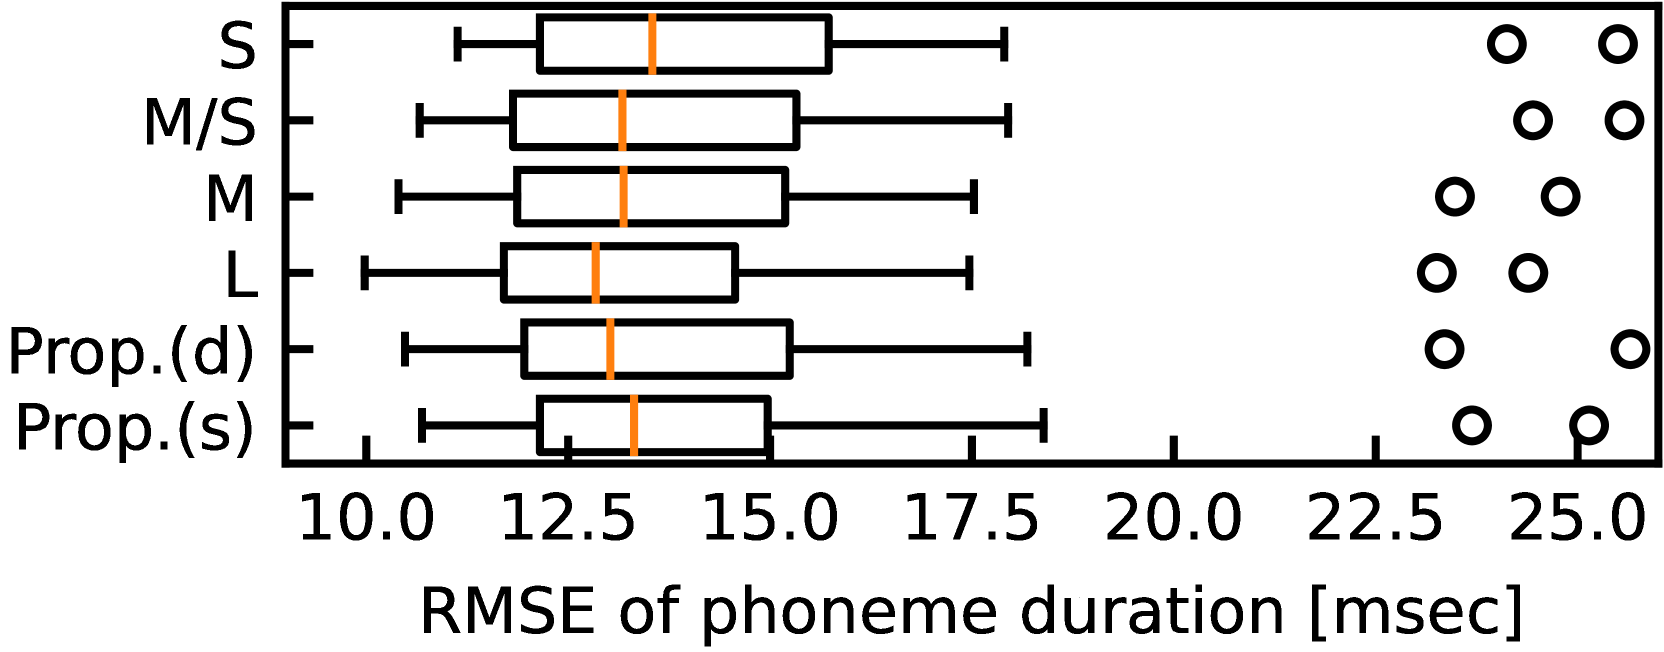 S
M/S
M
L
Prop.(d)
Prop.(s)
10.0 12.5 15.0 17.5 20.0 22.5 25.0
RMSE of phoneme duration [msec]